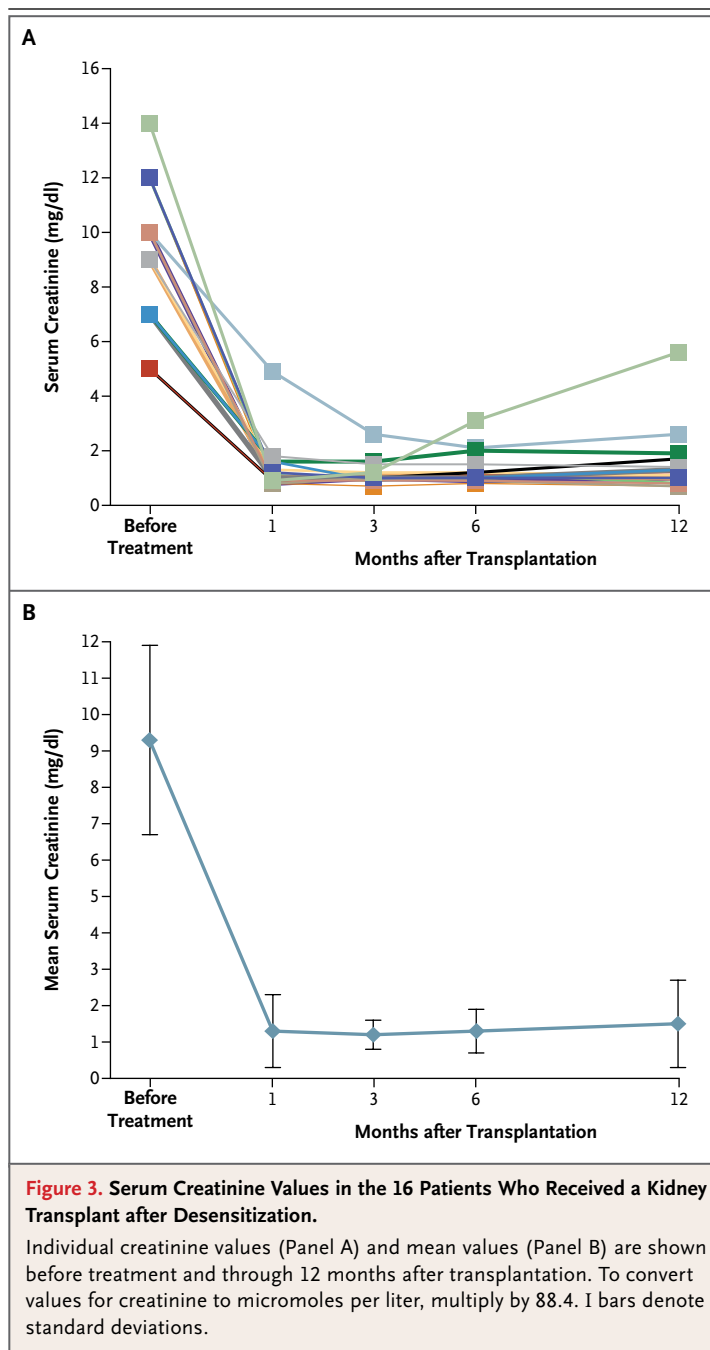 A
16
14
12
10
8
6
4
2
0
Serum Creatinine (mg/dl)
Before Treatment
1
3
6
12
Months after Transplantation
B
12
11
10
9
8
7
6
5
4
3
2
1
0
Mean Serum Creatinine (mg/dl)
Before Treatment
1
3
6
12
Months after Transplantation
Figure 3. Serum Creatinine Values in the 16 Patients Who Received a Kidney
Transplant after Desensitization.
Individual creatinine values (Panel A) and mean values (Panel B) are shown
before treatment and through 12 months after transplantation. To convert
values for creatinine to micromoles per liter, multiply by 88.4. I bars denote
standard deviations.